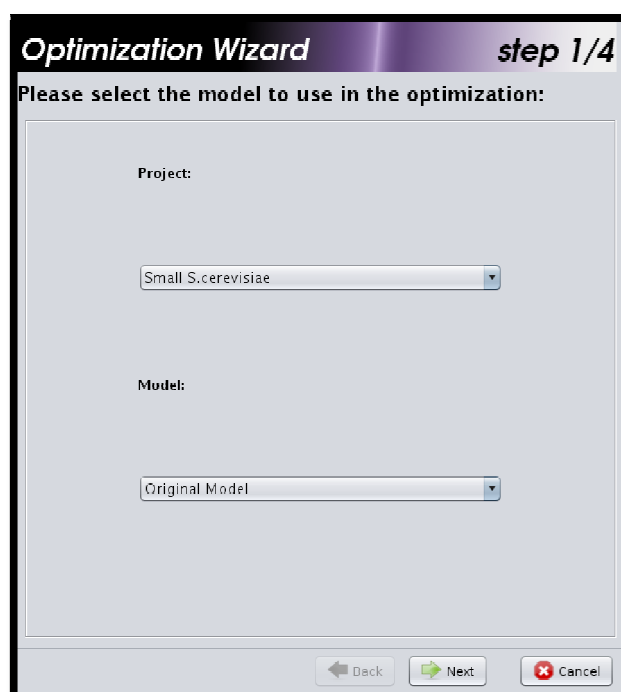 Optimization Wizard step 1/4
Please select the model to use in the optimization:
Project:
Small S.cerevisiae
Model:
Original Model
Back Next Cancel